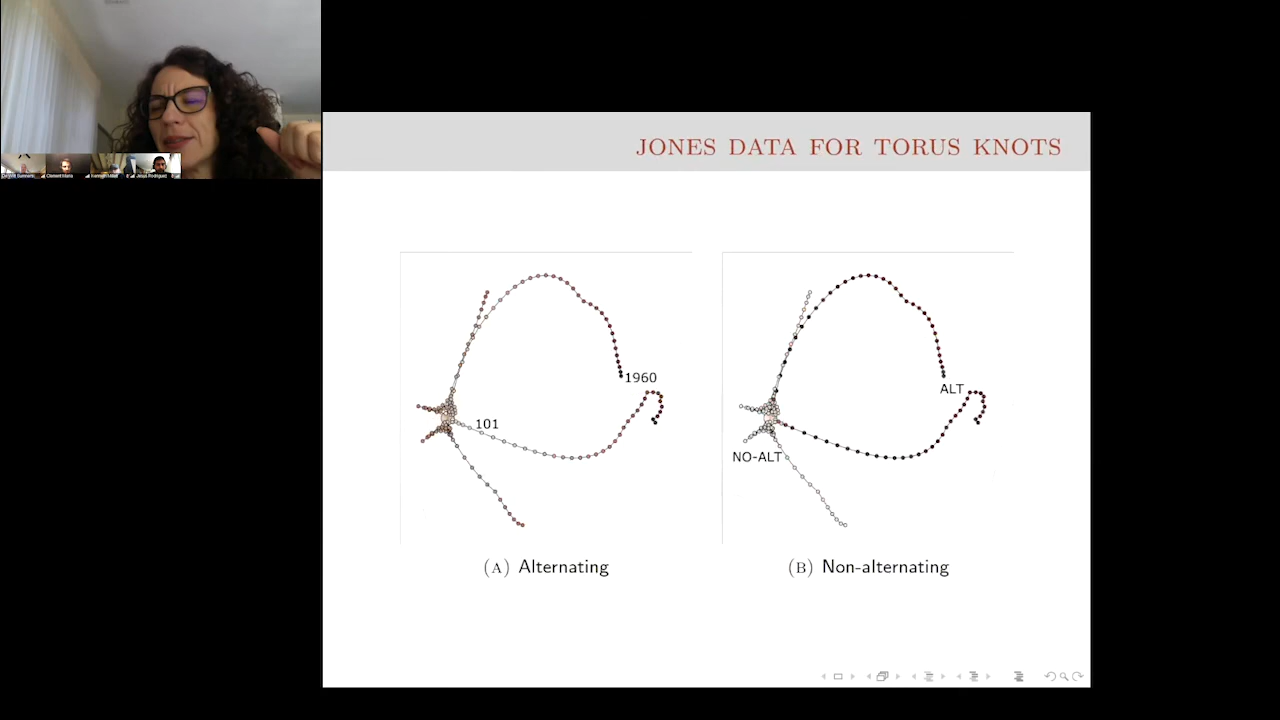 JONES DATA FOR TORUS KNOTS
1960
101
ALT
NO-ALT
(A) Alternating
(B) Non-alternating